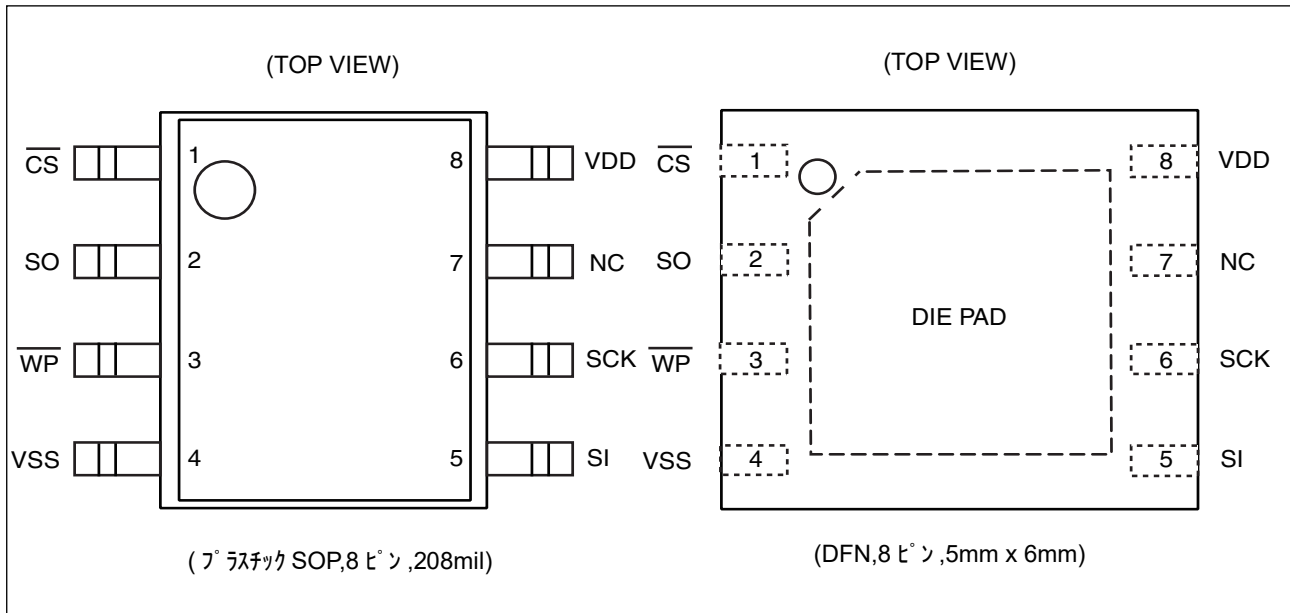 (TOP VIEW)
CS
1
8
VDD
SO
2
7
NC
WP
3
6
SCK
VSS
4
5
SI
( プラスチック SOP,8 ピン ,208mil)
(TOP VIEW)
CS
1
8
VDD
SO
2
7
NC
DIE PAD
WP
3
6
SCK
VSS
4
5
SI
(DFN,8 ピン ,5mm x 6mm)